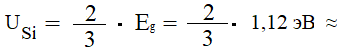 U_Si = 2/3 · E_g = 2/3 · 1,12 эВ ≈